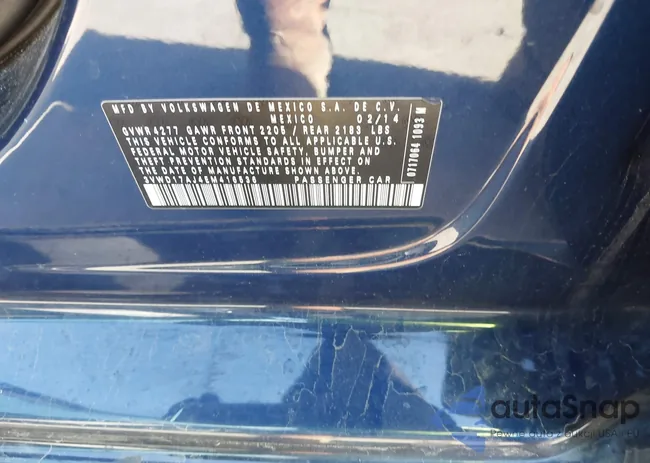 MFD BY VOLKSWAGEN DE MEXICO S.A. DE C.V.
MEXICO 02/14
GVWR 4277 GAWR FRONT 2205 / REAR 2183 LBS
THIS VEHICLE CONFORMS TO ALL APPLICABLE U.S.
FEDERAL MOTOR VEHICLE SAFETY, BUMPER AND
THEFT PREVENTION STANDARDS IN EFFECT ON
THE DATE OF MANUFACTURE SHOWN ABOVE.
PASSENGER CAR
0717064 1093 M
autoSnap